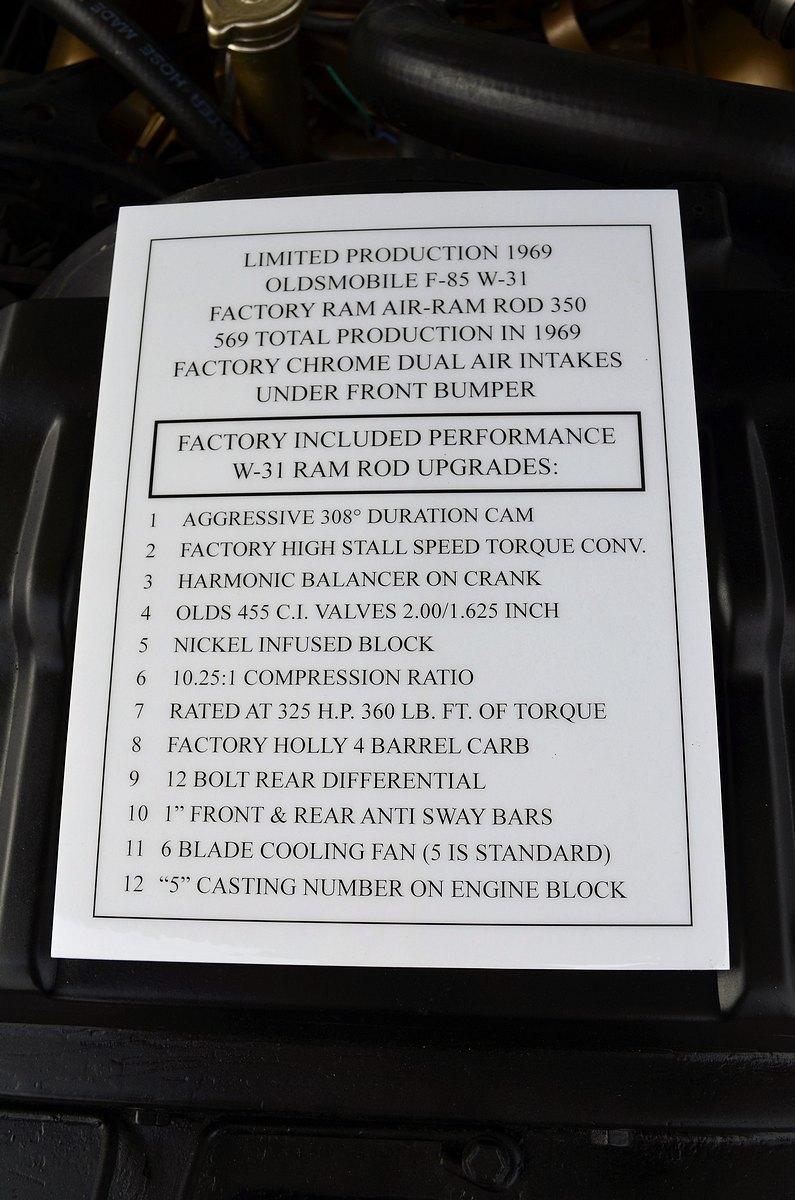 HEATER HOSE MADE
LIMITED PRODUCTION 1969
OLDSMOBILE F-85 W-31
FACTORY RAM AIR-RAM ROD 350
569 TOTAL PRODUCTION IN 1969
FACTORY CHROME DUAL AIR INTAKES
UNDER FRONT BUMPER
FACTORY INCLUDED PERFORMANCE
W-31 RAM ROD UPGRADES:
1 AGGRESSIVE 308° DURATION CAM
2 FACTORY HIGH STALL SPEED TORQUE CONV.
3 HARMONIC BALANCER ON CRANK
4 OLDS 455 C.I. VALVES 2.00/1.625 INCH
5 NICKEL INFUSED BLOCK
6 10.25:1 COMPRESSION RATIO
7 RATED AT 325 H.P. 360 LB. FT. OF TORQUE
8 FACTORY HOLLY 4 BARREL CARB
9 12 BOLT REAR DIFFERENTIAL
10 1” FRONT & REAR ANTI SWAY BARS
11 6 BLADE COOLING FAN (5 IS STANDARD)
12 “5” CASTING NUMBER ON ENGINE BLOCK